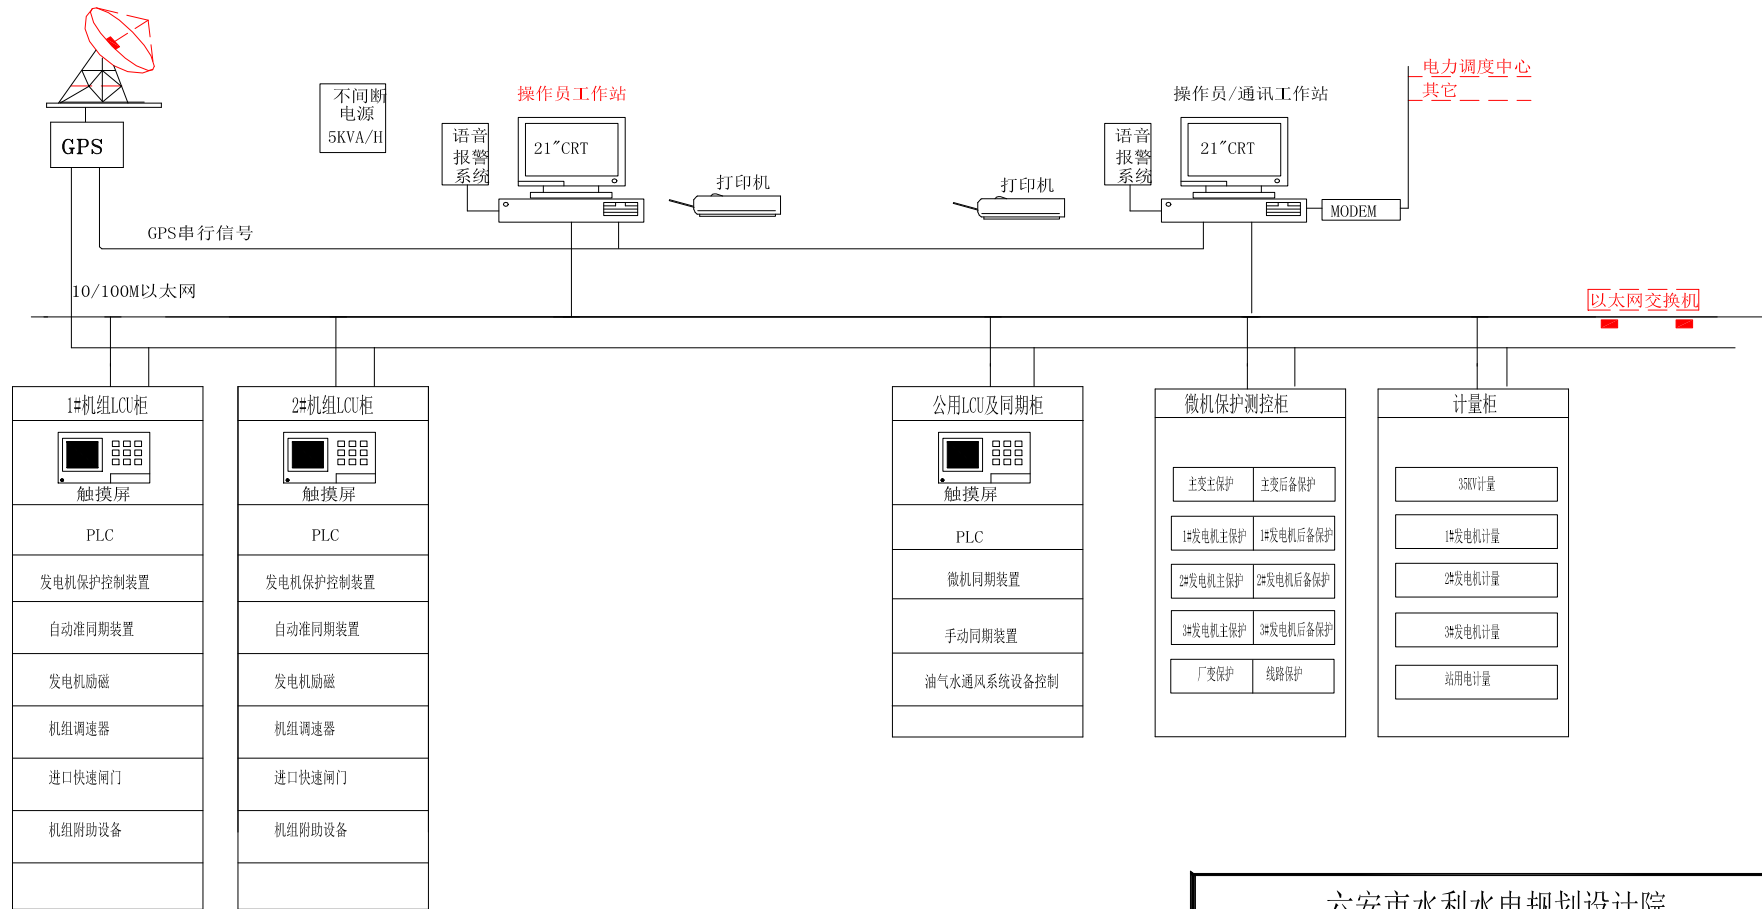 GPS
不间断
电源
5KVA/H
操作员工作站
语音
报警
系统
21″CRT
打印机
打印机
操作员/通讯工作站
语音
报警
系统
21″CRT
MODEM
电力调度中心
其它
GPS串行信号
10/100M以太网
以太网交换机
1#机组LCU柜
触摸屏
PLC
发电机保护控制装置
自动准同期装置
发电机励磁
机组调速器
进口快速闸门
机组附助设备
2#机组LCU柜
触摸屏
PLC
发电机保护控制装置
自动准同期装置
发电机励磁
机组调速器
进口快速闸门
机组附助设备
公用LCU及同期柜
触摸屏
PLC
微机同期装置
手动同期装置
油气水通风系统设备控制
微机保护测控柜
主变主保护 主变后备保护
1#发电机主保护 1#发电机后备保护
2#发电机主保护 2#发电机后备保护
3#发电机主保护 3#发电机后备保护
厂变保护 线路保护
计量柜
35KV计量
1#发电机计量
2#发电机计量
3#发电机计量
站用电计量
六安市水利水电规划设计院